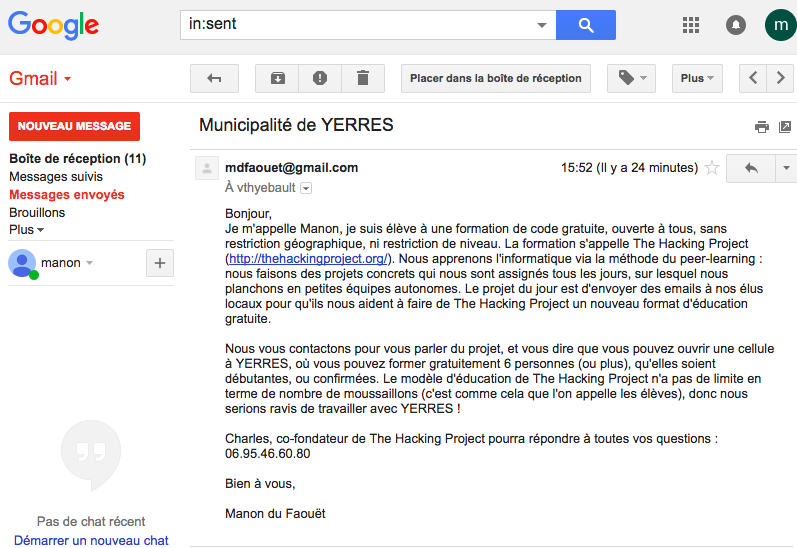 Google
in:sent
m
Gmail
Placer dans la boîte de réception
Plus
NOUVEAU MESSAGE
Boîte de réception (11)
Messages suivis
Messages envoyés
Brouillons
Plus
manon
Pas de chat récent
Démarrer un nouveau chat
Municipalité de YERRES
mdfaouet@gmail.com
15:52 (Il y a 24 minutes)
À vthyebault
Bonjour,
Je m'appelle Manon, je suis élève à une formation de code gratuite, ouverte à tous, sans
restriction géographique, ni restriction de niveau. La formation s'appelle The Hacking Project
(http://thehackingproject.org/). Nous apprenons l'informatique via la méthode du peer-learning :
nous faisons des projets concrets qui nous sont assignés tous les jours, sur lesquel nous
planchons en petites équipes autonomes. Le projet du jour est d'envoyer des emails à nos élus
locaux pour qu'ils nous aident à faire de The Hacking Project un nouveau format d'éducation
gratuite.
Nous vous contactons pour vous parler du projet, et vous dire que vous pouvez ouvrir une cellule
à YERRES, où vous pouvez former gratuitement 6 personnes (ou plus), qu'elles soient
débutantes, ou confirmées. Le modèle d'éducation de The Hacking Project n'a pas de limite en
terme de nombre de moussaillons (c'est comme cela que l'on appelle les élèves), donc nous
serions ravis de travailler avec YERRES !
Charles, co-fondateur de The Hacking Project pourra répondre à toutes vos questions :
06.95.46.60.80
Bien à vous,
Manon du Faouët